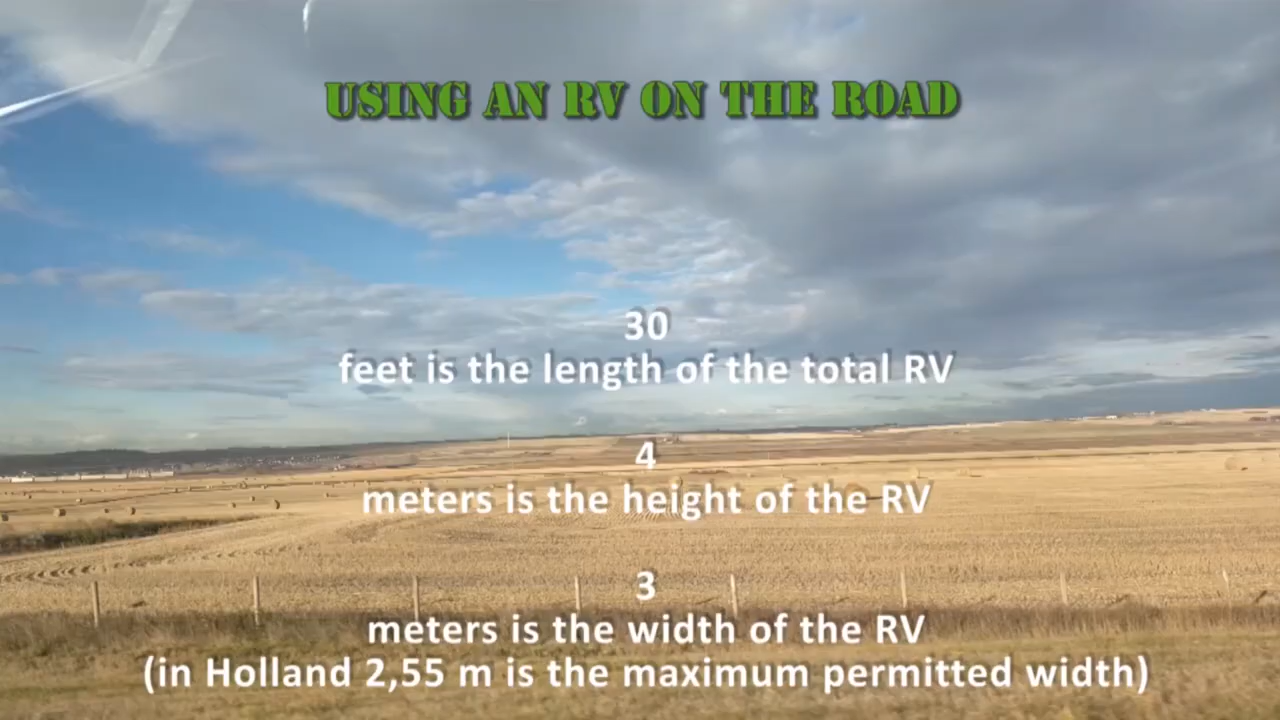 USING AN RV ON THE ROAD
30
feet is the length of the total RV
4
meters is the height of the RV
3
meters is the width of the RV
(in Holland 2,55 m is the maximum permitted width)